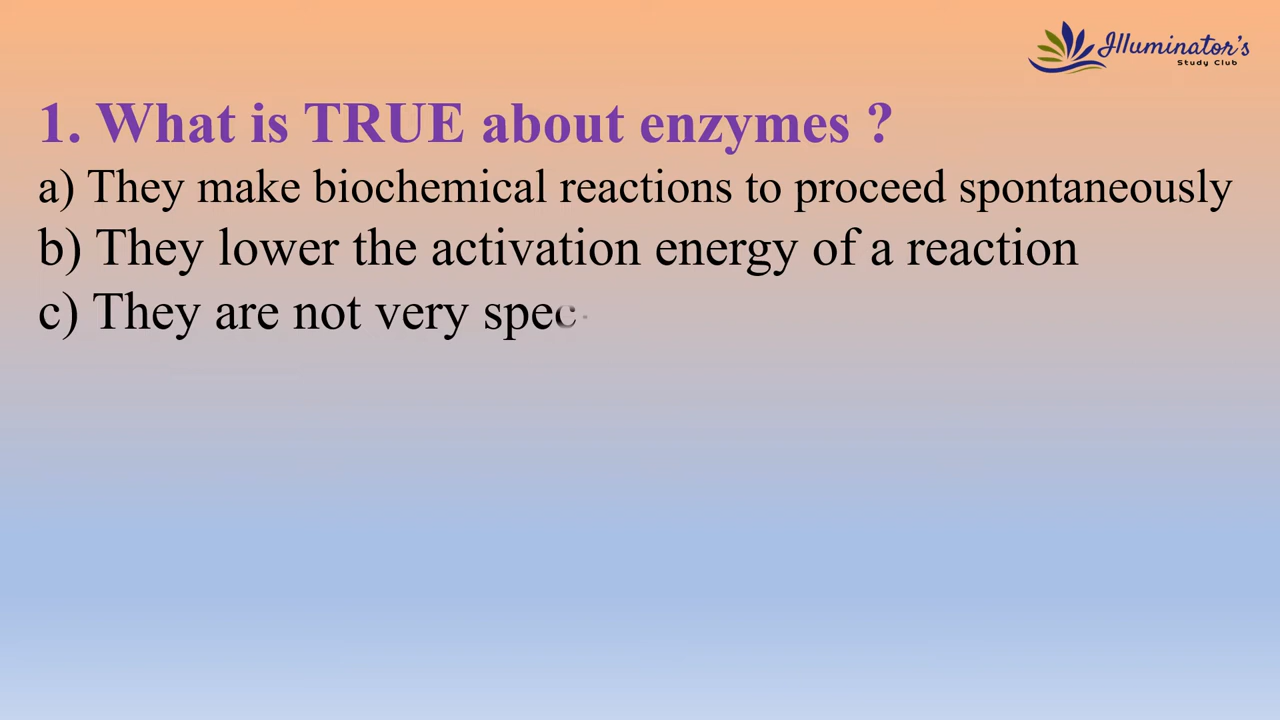 Illuminator's
Study Club
1. What is TRUE about enzymes ?
a) They make biochemical reactions to proceed spontaneously
b) They lower the activation energy of a reaction
c) They are not very